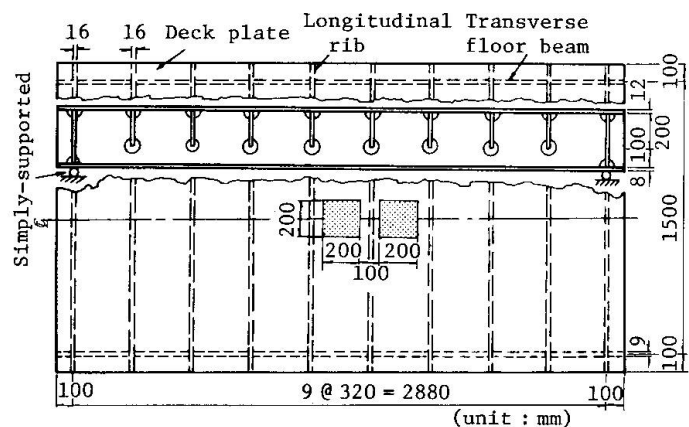 16
16
Deck plate
Longitudinal
rib
Transverse
floor beam
100
12
200
100
8
Simply-supported
℄
200
200
200
100
1500
9
100
100
9 @ 320 = 2880
100
(unit : mm)